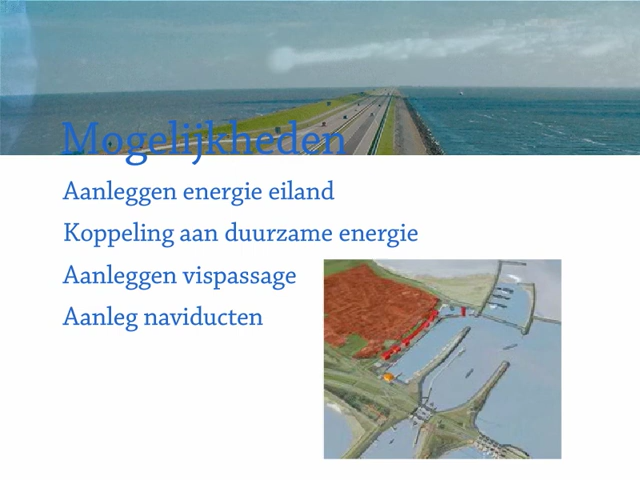 Mogelijkheden
Aanleggen energie eiland
Koppeling aan duurzame energie
Aanleggen vispassage
Aanleg naviducten